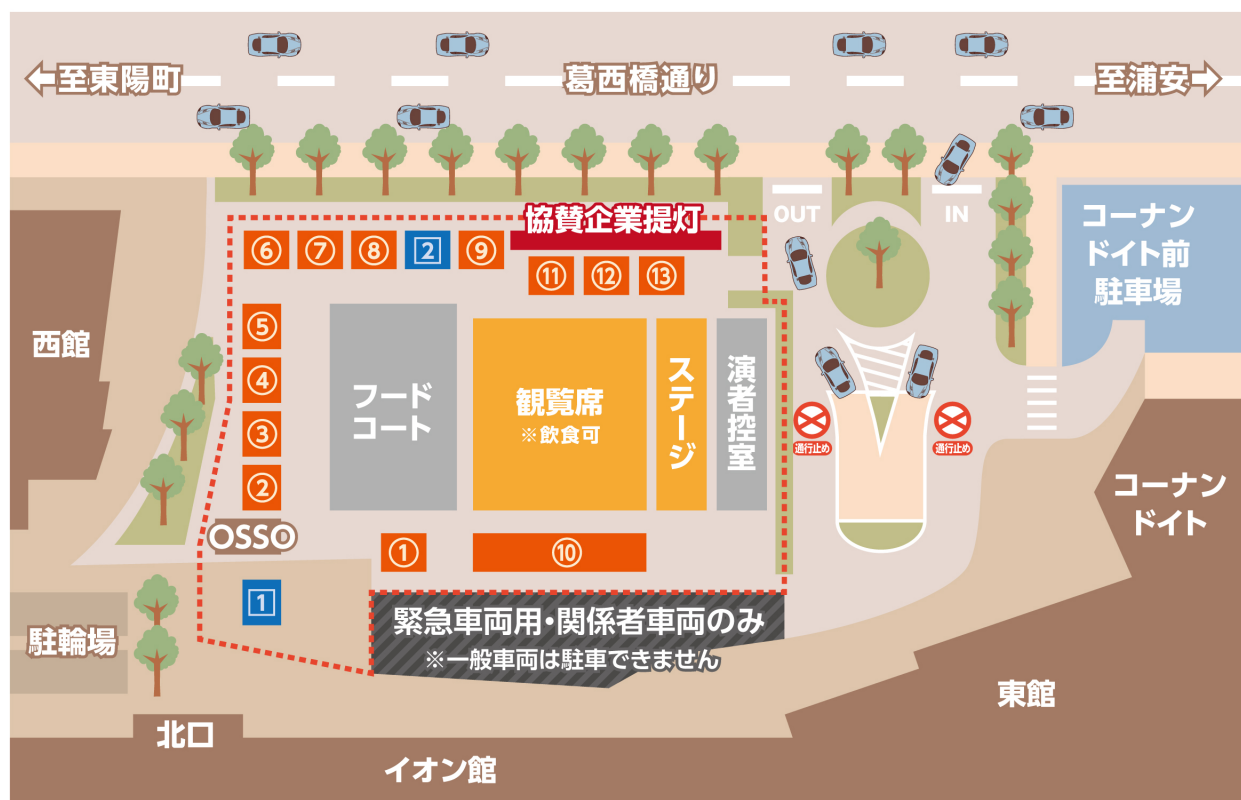 ←至東陽町
葛西橋通り
至浦安→
協賛企業提灯
OUT
IN
コーナン
ドイト前
駐車場
⑥
⑦
⑧
2
⑨
⑪
⑫
⑬
西館
⑤
④
③
②
フード
コート
観覧席
※飲食可
ステージ
演者控室
通行止め
通行止め
コーナン
ドイト
OSSO
①
⑩
1
緊急車両用・関係者車両のみ
※一般車両は駐車できません
駐輪場
北口
東館
イオン館